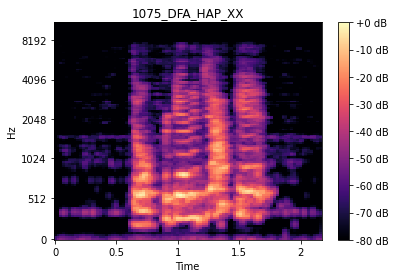 1075_DFA_HAP_XX
8192
4096
2048
1024
512
0
Hz
0
0.5
1
1.5
2
Time
+0 dB
-10 dB
-20 dB
-30 dB
-40 dB
-50 dB
-60 dB
-70 dB
-80 dB